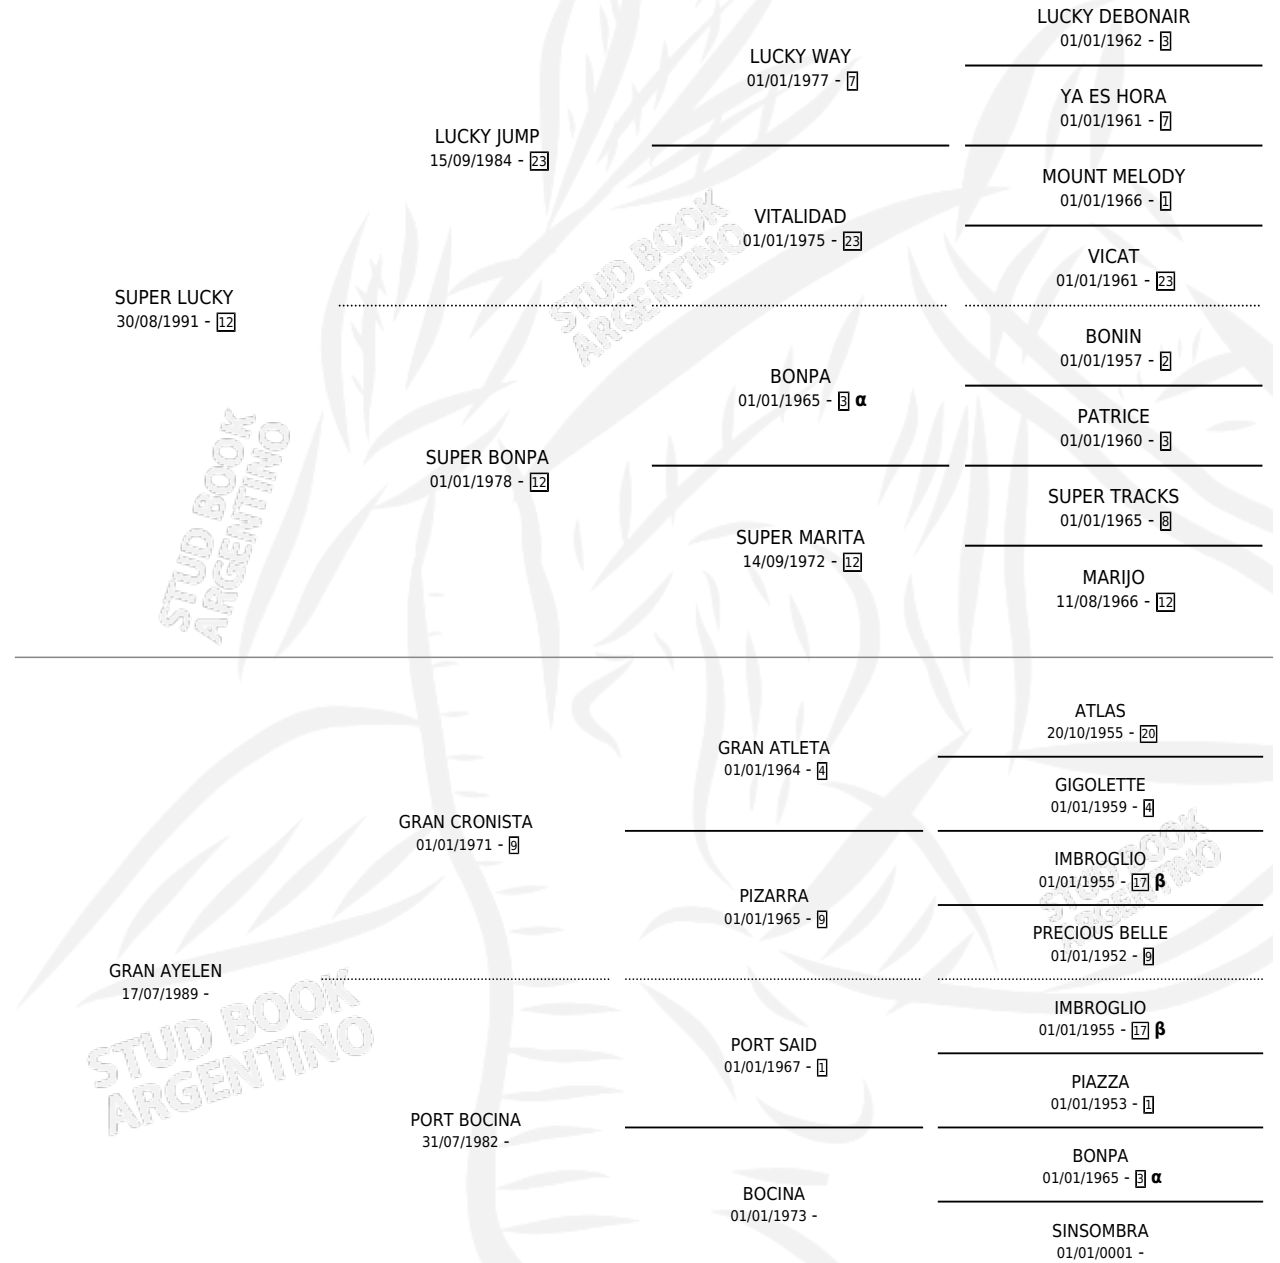 LUCKY DEBONAIR
01/01/1962 - 3
LUCKY WAY
01/01/1977 - 7
YA ES HORA
01/01/1961 - 7
LUCKY JUMP
15/09/1984 - 23
MOUNT MELODY
01/01/1966 - 1
VITALIDAD
01/01/1975 - 23
VICAT
01/01/1961 - 23
SUPER LUCKY
30/08/1991 - 12
BONIN
01/01/1957 - 2
BONPA
01/01/1965 - 3 α
PATRICE
01/01/1960 - 3
SUPER BONPA
01/01/1978 - 12
SUPER TRACKS
01/01/1965 - 8
SUPER MARITA
14/09/1972 - 12
MARIJO
11/08/1966 - 12
ATLAS
20/10/1955 - 20
GRAN ATLETA
01/01/1964 - 4
GIGOLETTE
01/01/1959 - 4
GRAN CRONISTA
01/01/1971 - 9
IMBROGLIO
01/01/1955 - 17 β
PIZARRA
01/01/1965 - 9
PRECIOUS BELLE
01/01/1952 - 9
GRAN AYELEN
17/07/1989 -
IMBROGLIO
01/01/1955 - 17 β
PORT SAID
01/01/1967 - 1
PIAZZA
01/01/1953 - 1
PORT BOCINA
31/07/1982 -
BONPA
01/01/1965 - 3 α
BOCINA
01/01/1973 -
SINSOMBRA
01/01/0001 -
STUD BOOK
ARGENTINO
STUD BOOK
ARGENTINO
STUD BOOK
ARGENTINO
STUD BOOK
ARGENTINO